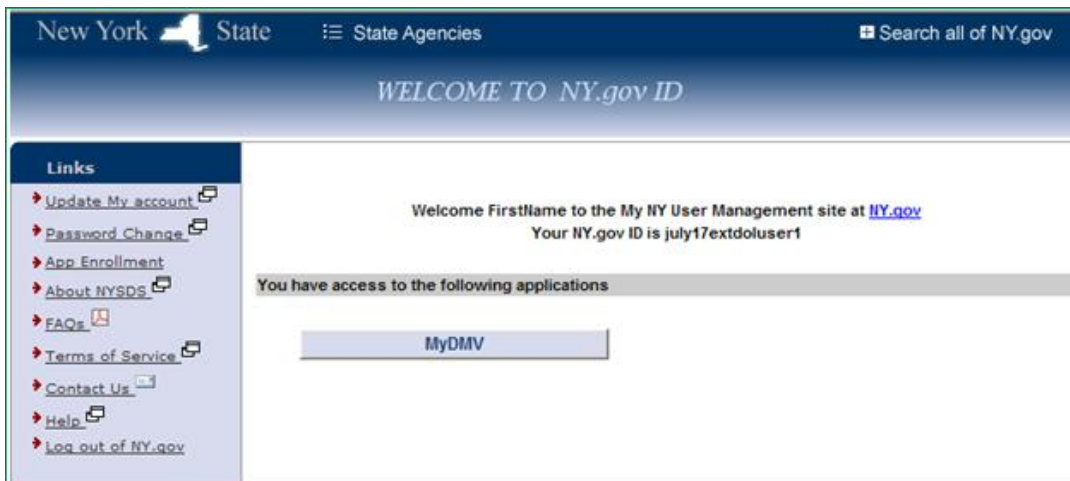 New York State
State Agencies
Search all of NY.gov
WELCOME TO NY.gov ID
Links
Update My account
Password Change
App Enrollment
About NYSDS
FAQs
Terms of Service
Contact Us
Help
Log out of NY.gov
Welcome FirstName to the My NY User Management site at NY.gov
Your NY.gov ID is july17extdoluser1
You have access to the following applications
MyDMV